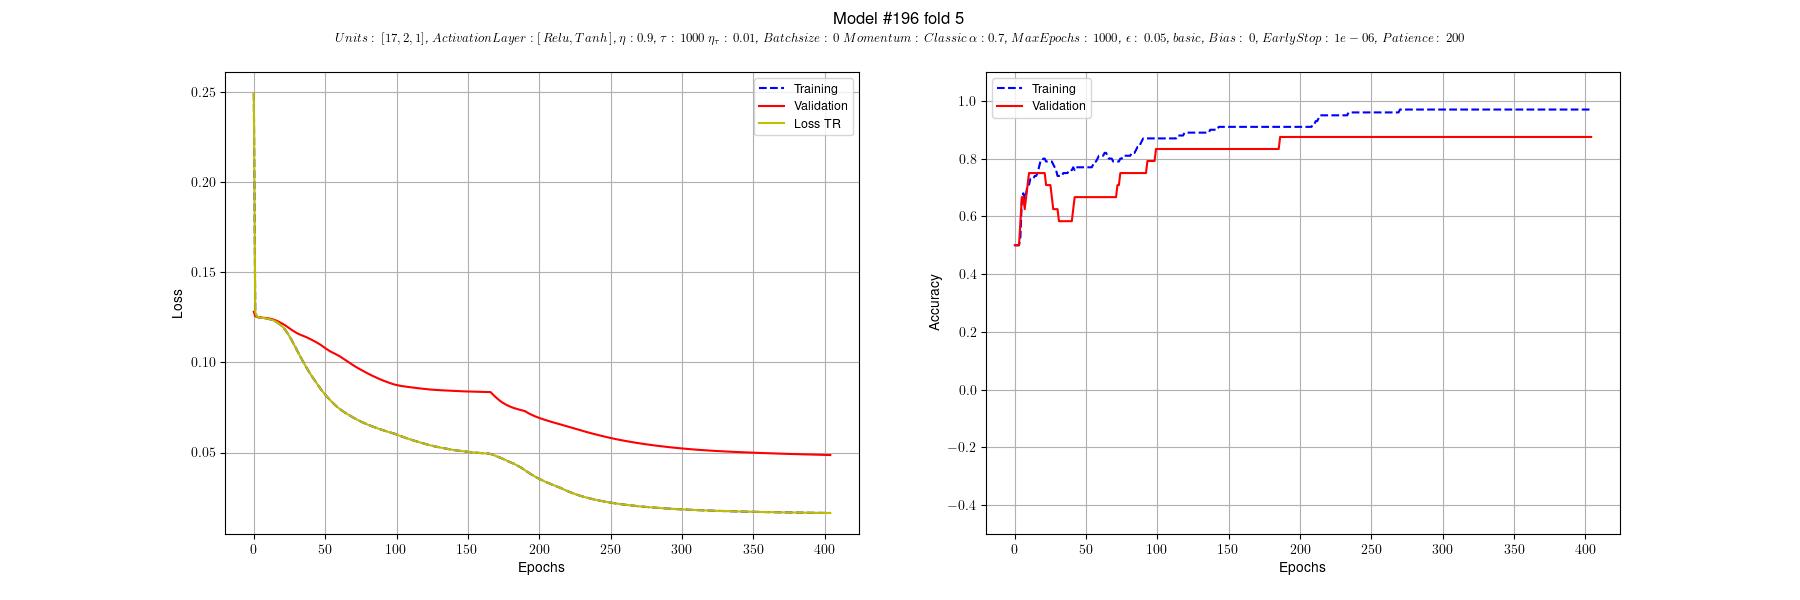 Model #196 fold 5
Units : [17, 2, 1], ActivationLayer : [Relu, Tanh], η : 0.9, τ : 1000 ητ : 0.01, Batchsize : 0 Momentum : Classic α : 0.7, MaxEpochs : 1000, ϵ : 0.05, basic, Bias : 0, EarlyStop : 1e − 06, Patience : 200
Training
Validation
Loss TR
0.25
0.20
0.15
0.10
0.05
Loss
0 50 100 150 200 250 300 350 400
Epochs
Training
Validation
1.0
0.8
0.6
0.4
0.2
0.0
−0.2
−0.4
Accuracy
0 50 100 150 200 250 300 350 400
Epochs